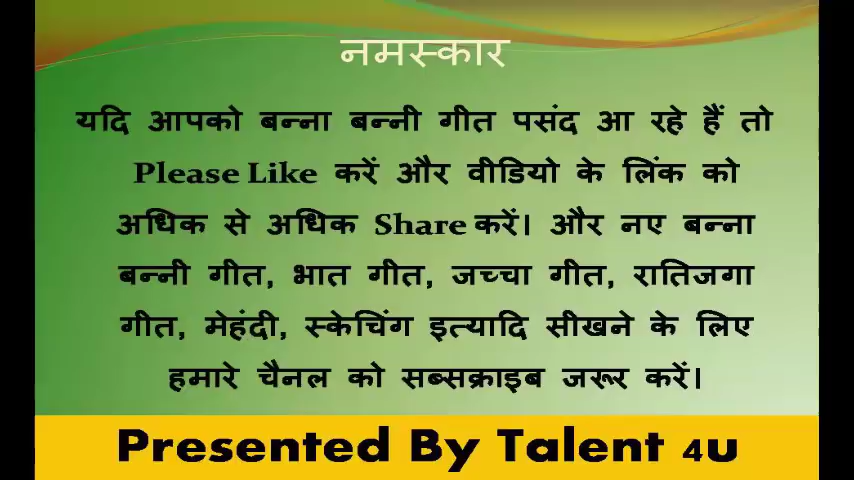 नमस्कार
यदि आपको बन्ना बन्नी गीत पसंद आ रहे हैं तो
Please Like करें और वीडियो के लिंक को
अधिक से अधिक Share करें। और नए बन्ना
बन्नी गीत, भात गीत, जच्चा गीत, रातिजगा
गीत, मेहंदी, स्केचिंग इत्यादि सीखने के लिए
हमारे चैनल को सब्सक्राइब जरूर करें।
Presented By Talent 4u